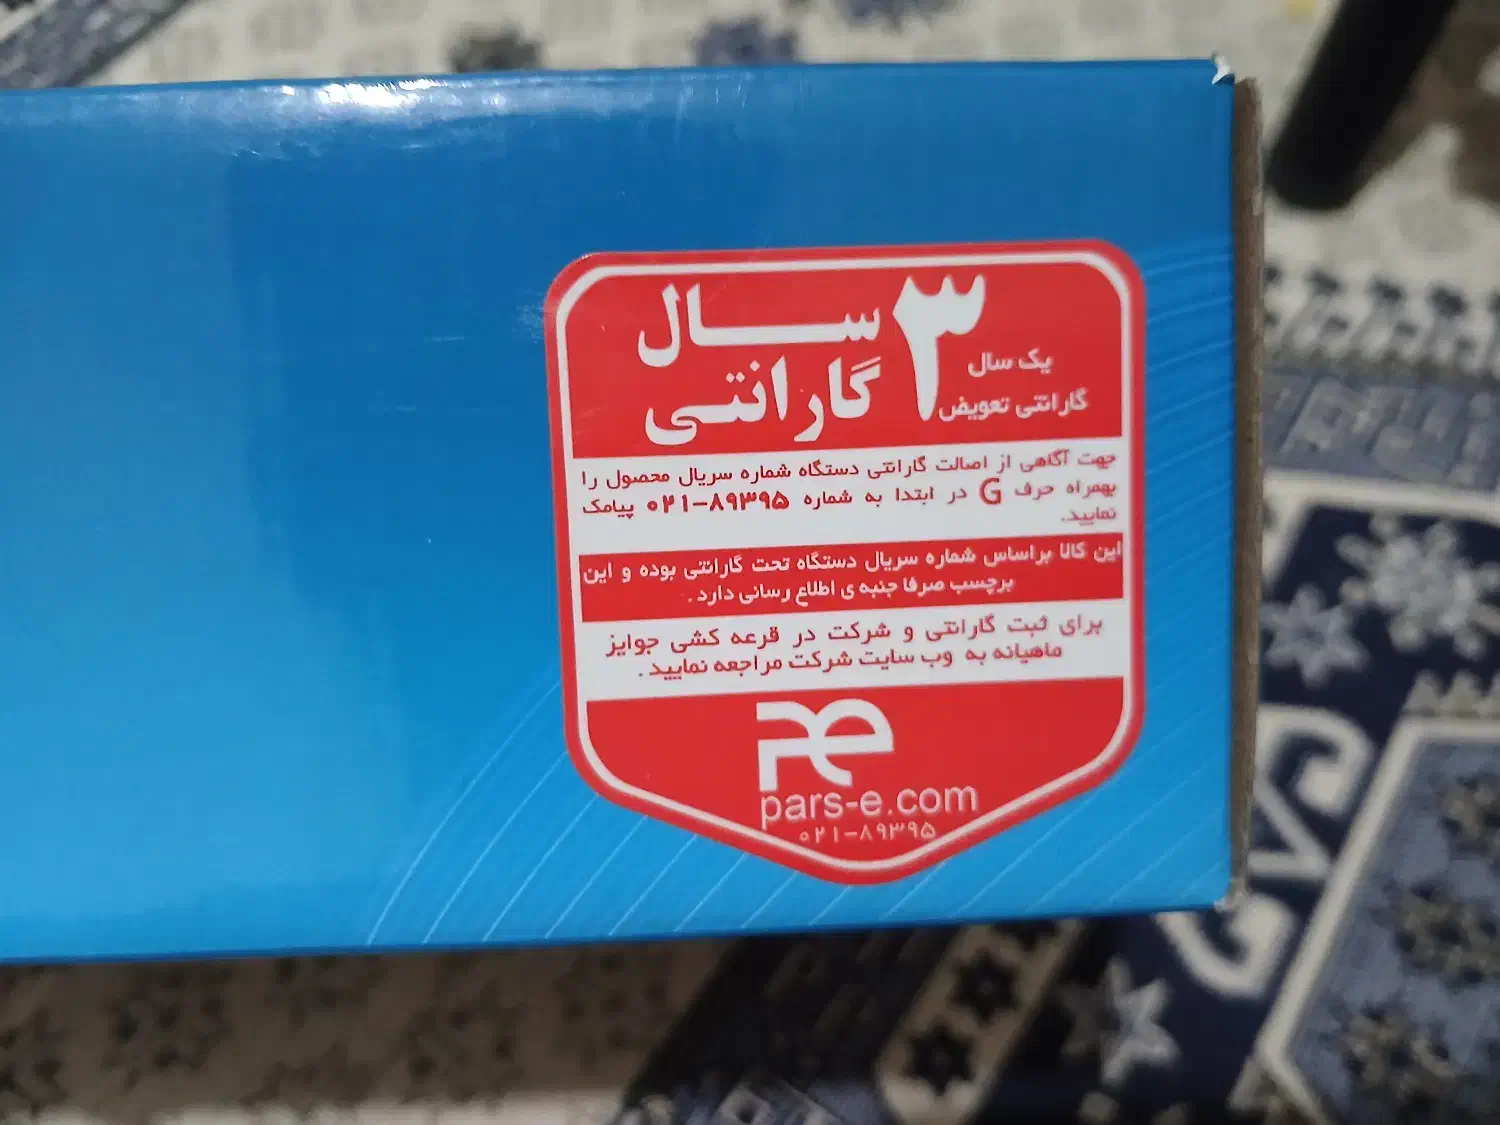 ۳ سال
گارانتی
یک سال
گارانتی تعویض
جهت آگاهی از اصالت گارانتی دستگاه شماره سریال محصول را
بهمراه حرف G در ابتدا به شماره ۰۲۱-۸۹۳۹۵ پیامک
نمایید.
این کالا براساس شماره سریال دستگاه تحت گارانتی بوده و این
برچسب صرفا جنبه ی اطلاع رسانی دارد.
برای ثبت گارانتی و شرکت در قرعه کشی جوایز
ماهیانه به وب سایت شرکت مراجعه نمایید.
pe
pars-e.com
۰۲۱-۸۹۳۹۵